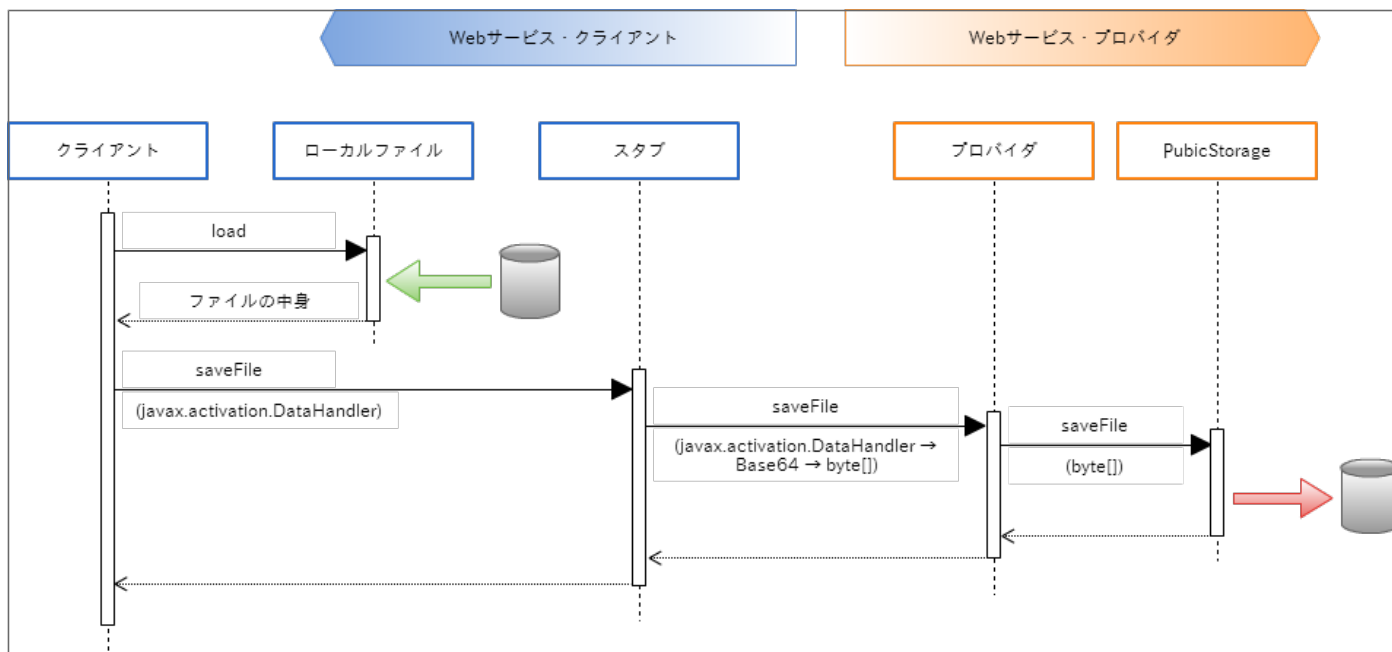 Webサービス・クライアント
Webサービス・プロバイダ
クライアント
ローカルファイル
スタブ
プロバイダ
PubicStorage
load
ファイルの中身
saveFile
(javax.activation.DataHandler)
saveFile
(javax.activation.DataHandler →
Base64 → byte[])
saveFile
(byte[])